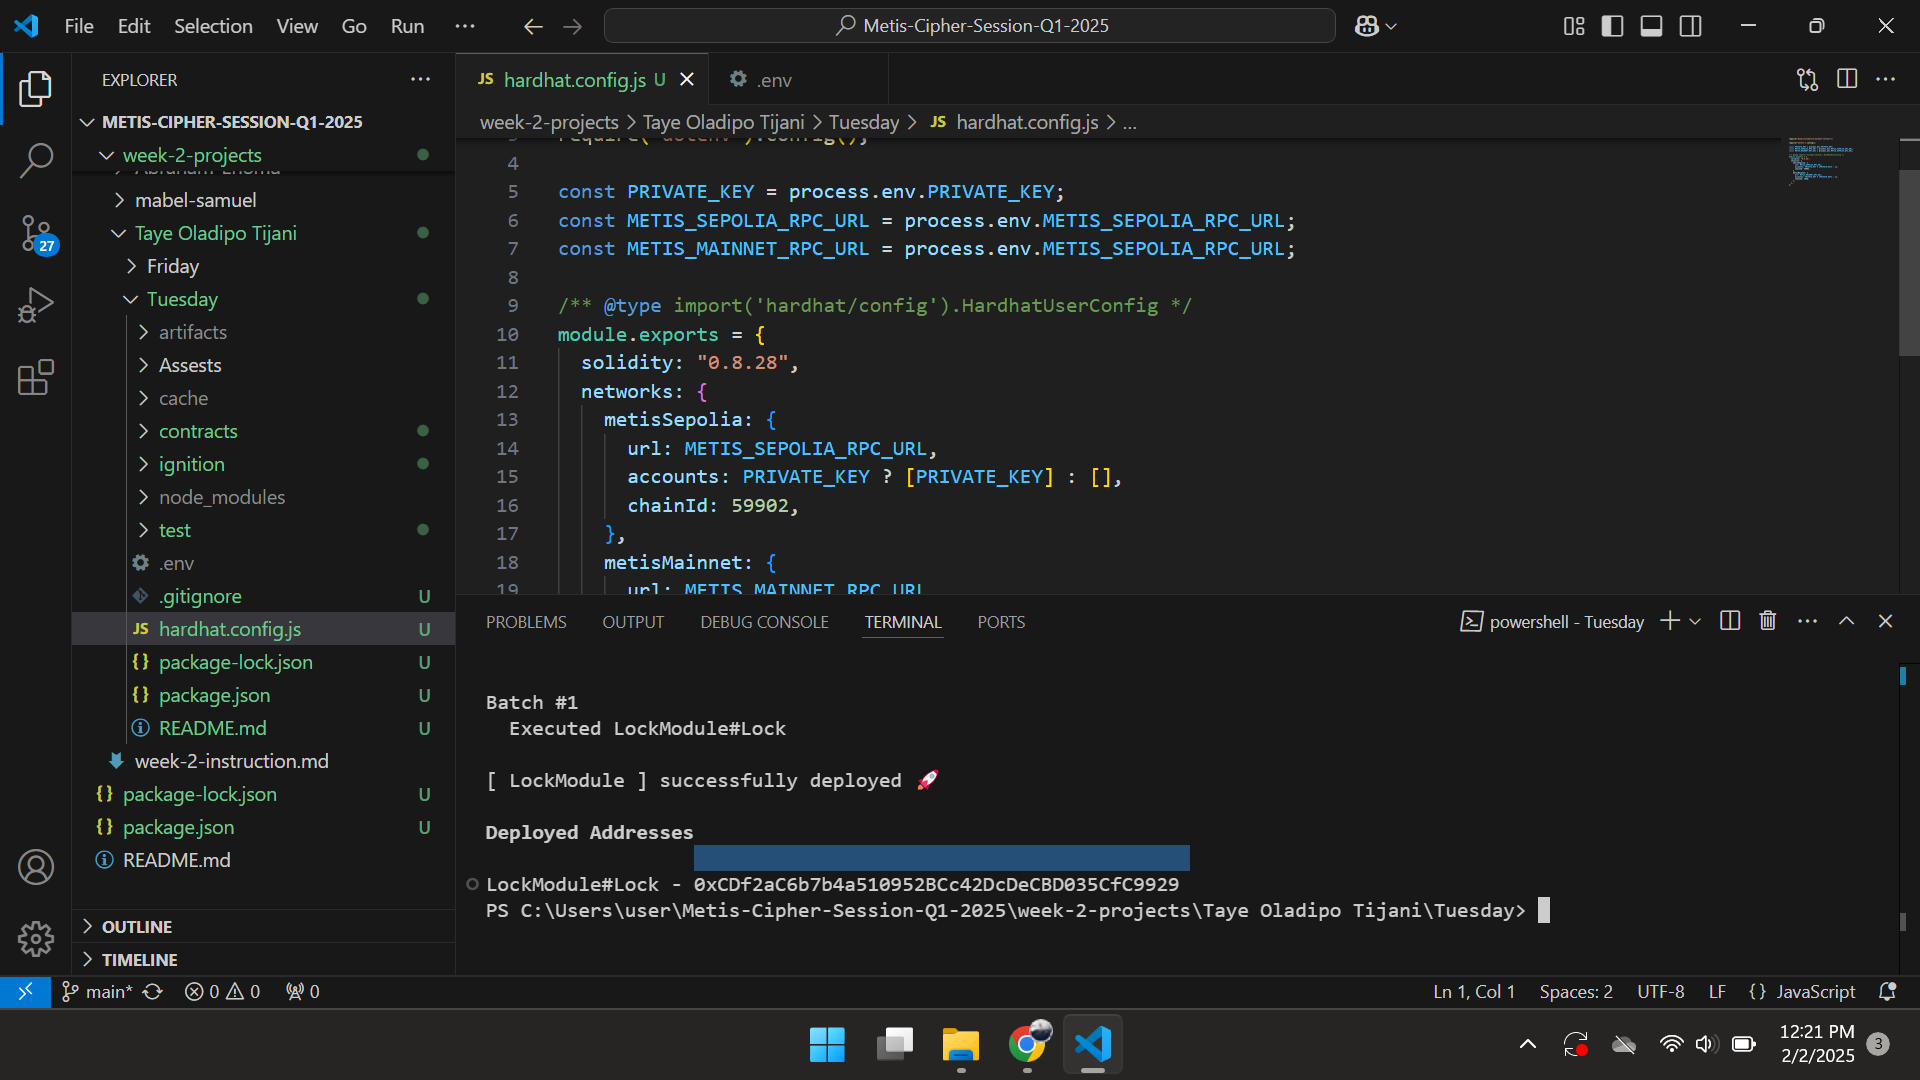 File Edit Selection View Go Run
Metis-Cipher-Session-Q1-2025
EXPLORER
METIS-CIPHER-SESSION-Q1-2025
week-2-projects
mabel-samuel
Taye Oladipo Tijani
Friday
Tuesday
artifacts
Assests
cache
contracts
ignition
node_modules
test
.env
.gitignore U
JS hardhat.config.js U
{} package-lock.json U
{} package.json U
README.md U
week-2-instruction.md
{} package-lock.json U
{} package.json U
README.md
OUTLINE
TIMELINE
27
JS hardhat.config.js U
.env
week-2-projects > Taye Oladipo Tijani > Tuesday > JS hardhat.config.js > ...
4
5 const PRIVATE_KEY = process.env.PRIVATE_KEY;
6 const METIS_SEPOLIA_RPC_URL = process.env.METIS_SEPOLIA_RPC_URL;
7 const METIS_MAINNET_RPC_URL = process.env.METIS_SEPOLIA_RPC_URL;
8
9 /** @type import('hardhat/config').HardhatUserConfig */
10 module.exports = {
11 solidity: "0.8.28",
12 networks: {
13 metisSepolia: {
14 url: METIS_SEPOLIA_RPC_URL,
15 accounts: PRIVATE_KEY ? [PRIVATE_KEY] : [],
16 chainId: 59902,
17 },
18 metisMainnet: {
19 url: METIS_MAINNET_RPC_URL
PROBLEMS OUTPUT DEBUG CONSOLE TERMINAL PORTS
powershell - Tuesday
Batch #1
Executed LockModule#Lock
[ LockModule ] successfully deployed 🚀
Deployed Addresses
LockModule#Lock - 0xCDf2aC6b7b4a510952BCc42DcDeCBD035CfC9929
PS C:\Users\user\Metis-Cipher-Session-Q1-2025\week-2-projects\Taye Oladipo Tijani\Tuesday>
main* 0 0 0
Ln 1, Col 1 Spaces: 2 UTF-8 LF {} JavaScript
12:21 PM
2/2/2025
3